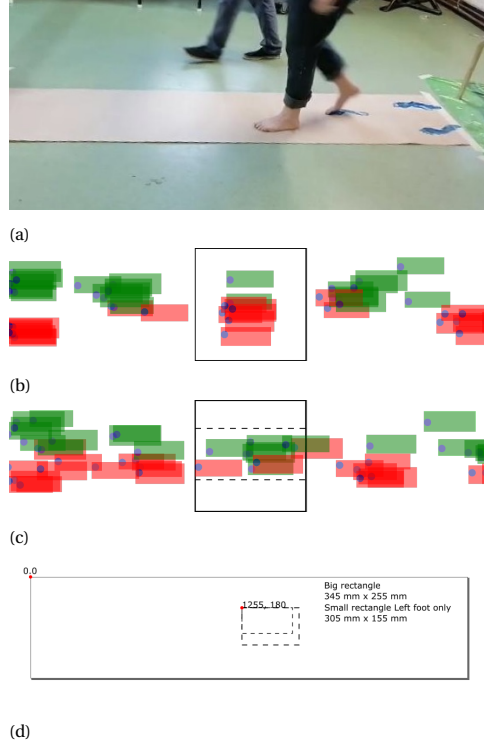 (a)
(b)
(c)
0.0
1255, 180
Big rectangle
345 mm x 255 mm
Small rectangle Left foot only
305 mm x 155 mm
(d)